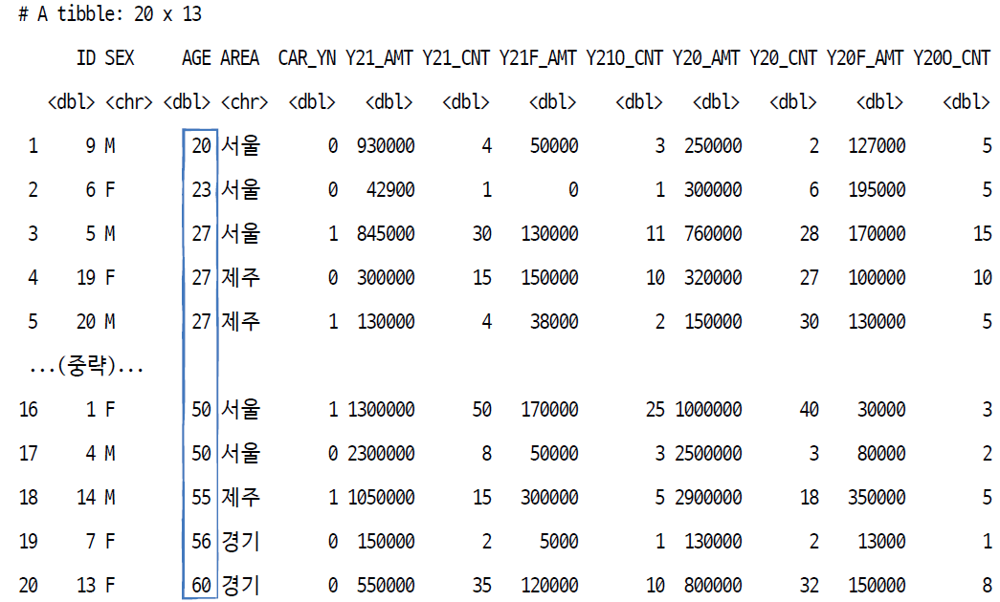 # A tibble: 20 x 13
ID SEX AGE AREA CAR_YN Y21_AMT Y21_CNT Y21F_AMT Y21O_CNT Y20_AMT Y20_CNT Y20F_AMT Y20O_CNT
<dbl> <chr> <dbl> <chr> <dbl> <dbl> <dbl> <dbl> <dbl> <dbl> <dbl> <dbl> <dbl>
1 9 M 20 서울 0 930000 4 50000 3 250000 2 127000 5
2 6 F 23 서울 0 42900 1 0 1 300000 6 195000 5
3 5 M 27 서울 1 845000 30 130000 11 760000 28 170000 15
4 19 F 27 제주 0 300000 15 150000 10 320000 27 100000 10
5 20 M 27 제주 1 130000 4 38000 2 150000 30 130000 5
...(중략)...
16 1 F 50 서울 1 1300000 50 170000 25 1000000 40 30000 3
17 4 M 50 서울 0 2300000 8 50000 3 2500000 3 80000 2
18 14 M 55 제주 1 1050000 15 300000 5 2900000 18 350000 5
19 7 F 56 경기 0 150000 2 5000 1 130000 2 13000 1
20 13 F 60 경기 0 550000 35 120000 10 800000 32 150000 8